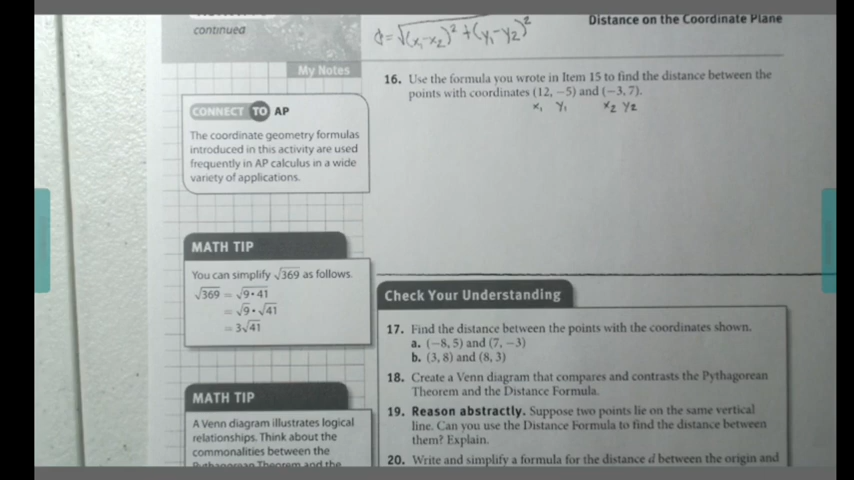 continued
d = √(x₁-x₂)² + (y₁-y₂)²
Distance on the Coordinate Plane
My Notes
CONNECT TO AP
The coordinate geometry formulas
introduced in this activity are used
frequently in AP calculus in a wide
variety of applications.
MATH TIP
You can simplify √369 as follows.
√369 = √9·41
= √9 · √41
= 3√41
MATH TIP
A Venn diagram illustrates logical
relationships. Think about the
commonalities between the
Pythagorean Theorem and the
16. Use the formula you wrote in Item 15 to find the distance between the
points with coordinates (12, −5) and (−3, 7).
x₁ y₁ x₂ y₂
Check Your Understanding
17. Find the distance between the points with the coordinates shown.
a. (−8, 5) and (7, −3)
b. (3, 8) and (8, 3)
18. Create a Venn diagram that compares and contrasts the Pythagorean
Theorem and the Distance Formula.
19. Reason abstractly. Suppose two points lie on the same vertical
line. Can you use the Distance Formula to find the distance between
them? Explain.
20. Write and simplify a formula for the distance d between the origin and